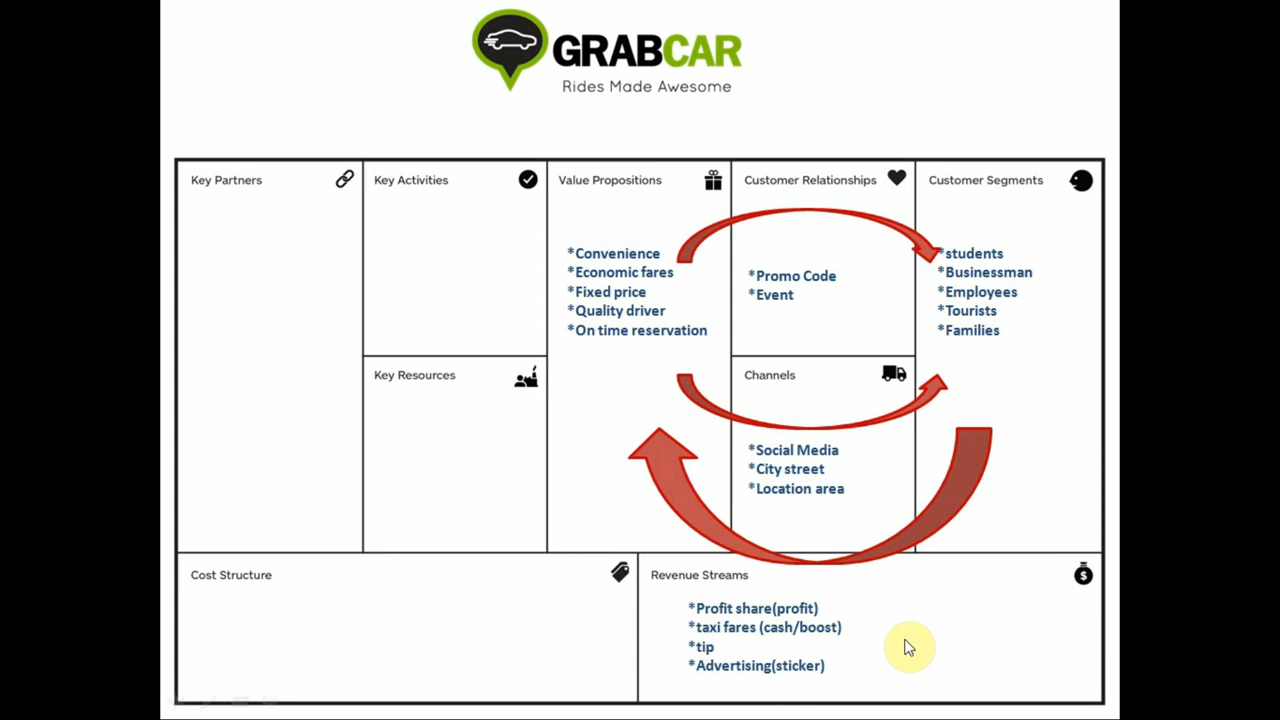 GRABCAR
Rides Made Awesome
Key Partners
Key Activities
Value Propositions
*Convenience
*Economic fares
*Fixed price
*Quality driver
*On time reservation
Customer Relationships
*Promo Code
*Event
Customer Segments
*students
*Businessman
*Employees
*Tourists
*Families
Key Resources
Channels
*Social Media
*City street
*Location area
Cost Structure
Revenue Streams
*Profit share(profit)
*taxi fares (cash/boost)
*tip
*Advertising(sticker)